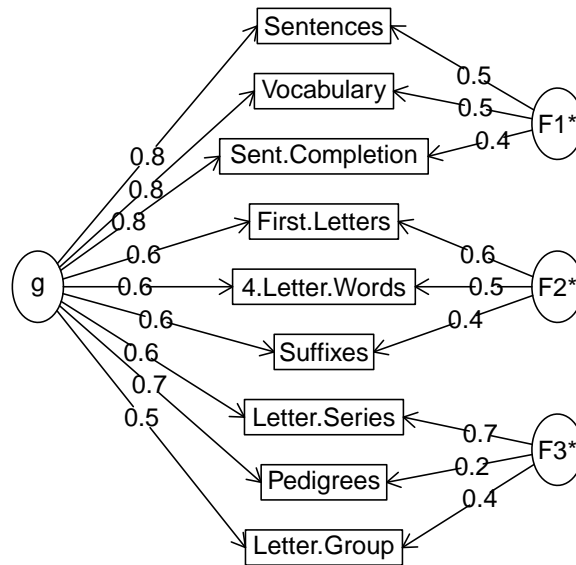 Sentences
0.5
Vocabulary
0.5
F1*
0.8
Sent.Completion
0.4
0.8
0.8
First.Letters
0.6
0.6
g
0.6
4.Letter.Words
0.5
F2*
0.6
0.4
Suffixes
0.6
0.7
Letter.Series
0.7
0.5
F3*
Pedigrees
0.2
0.4
Letter.Group